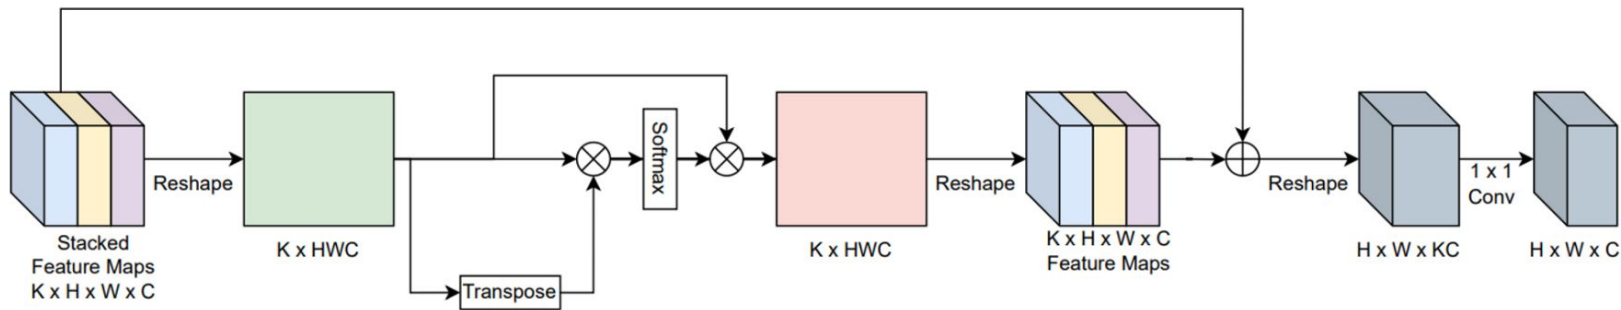 Stacked
Feature Maps
K x H x W x C
Reshape
K x HWC
Transpose
Softmax
K x HWC
Reshape
K x H x W x C
Feature Maps
Reshape
H x W x KC
1 x 1
Conv
H x W x C